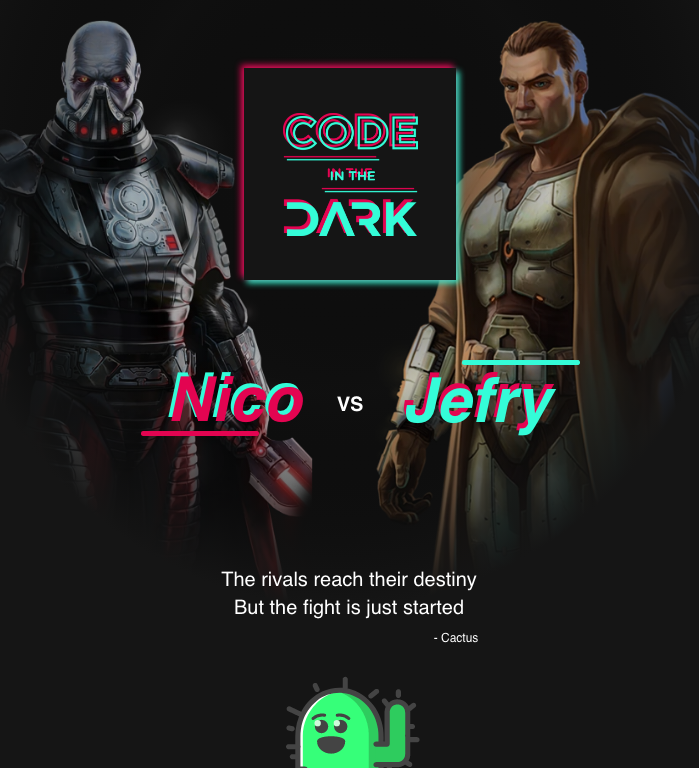 CODE
IN THE
DARK
Nico vs Jefry
The rivals reach their destiny
But the fight is just started
- Cactus